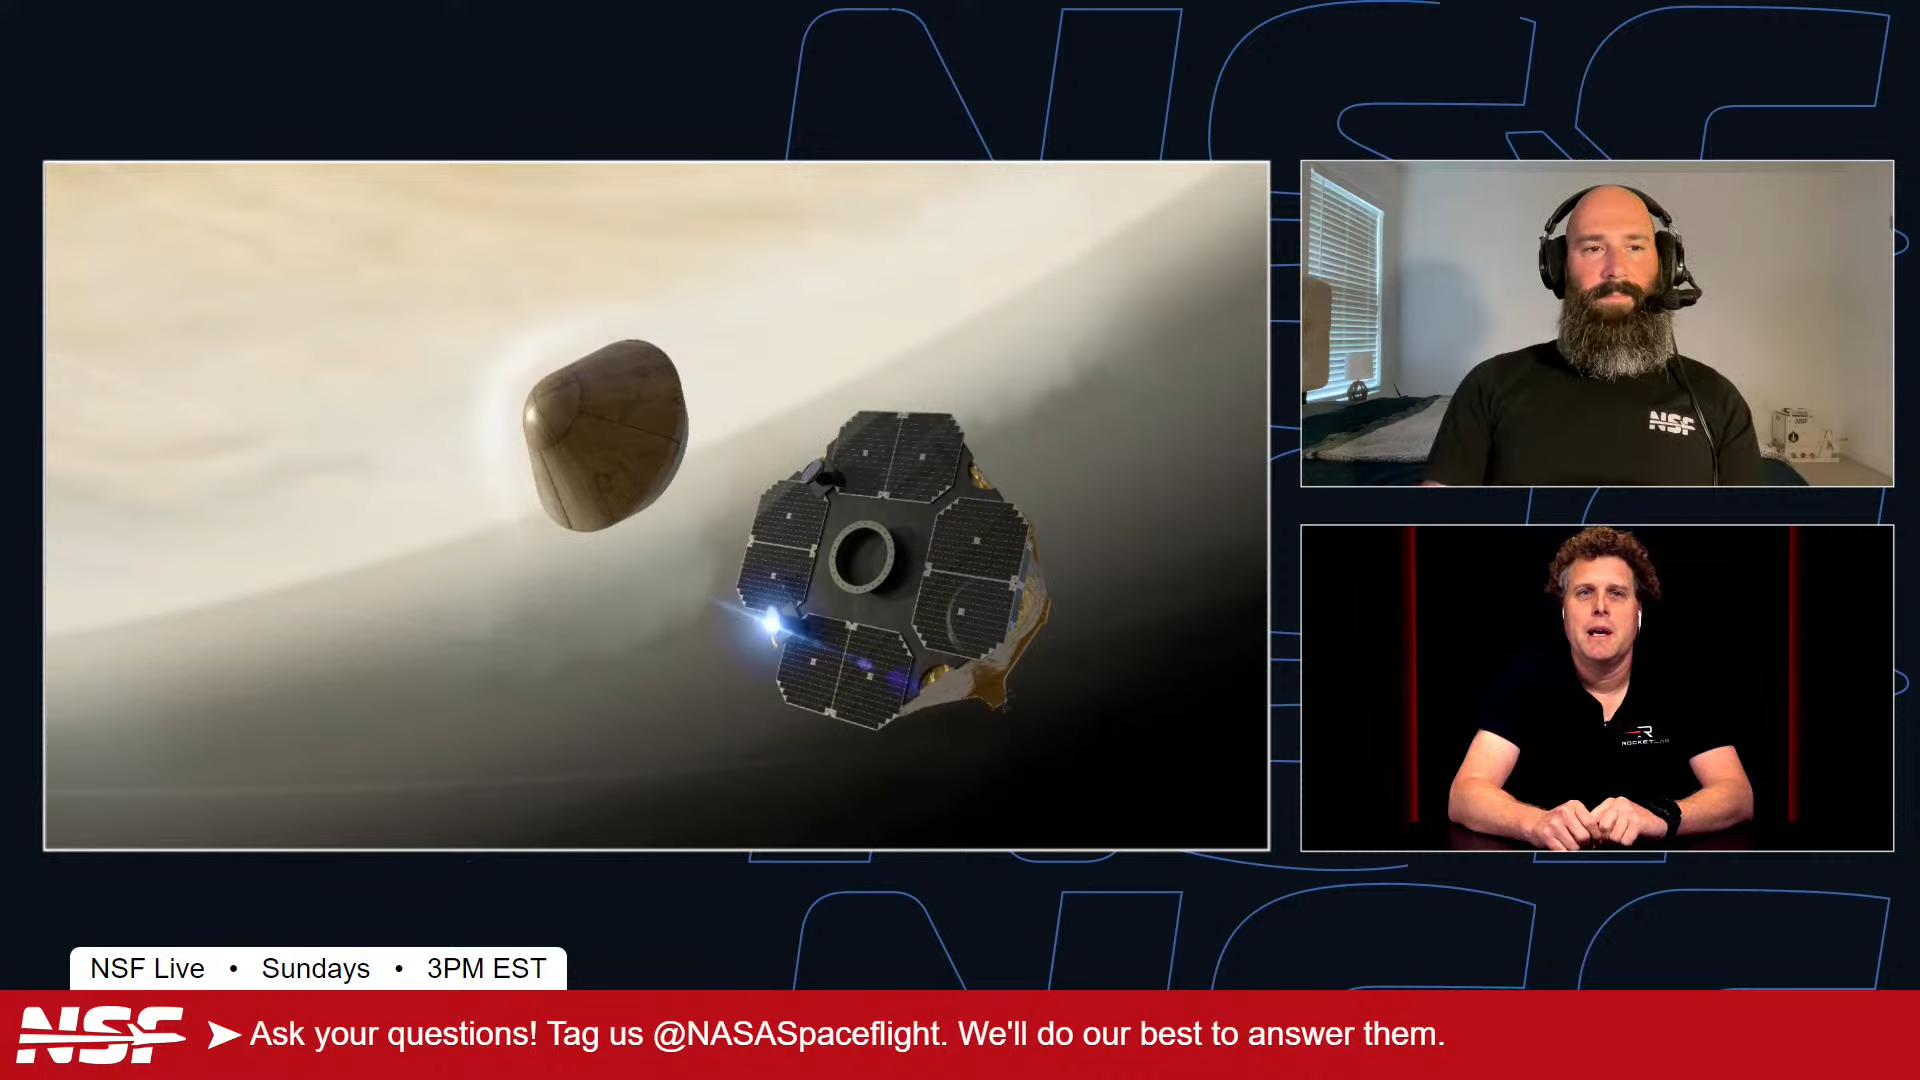 NSF
ROCKETLAB
NSF Live • Sundays • 3PM EST
NSF Ask your questions! Tag us @NASASpaceflight. We'll do our best to answer them.